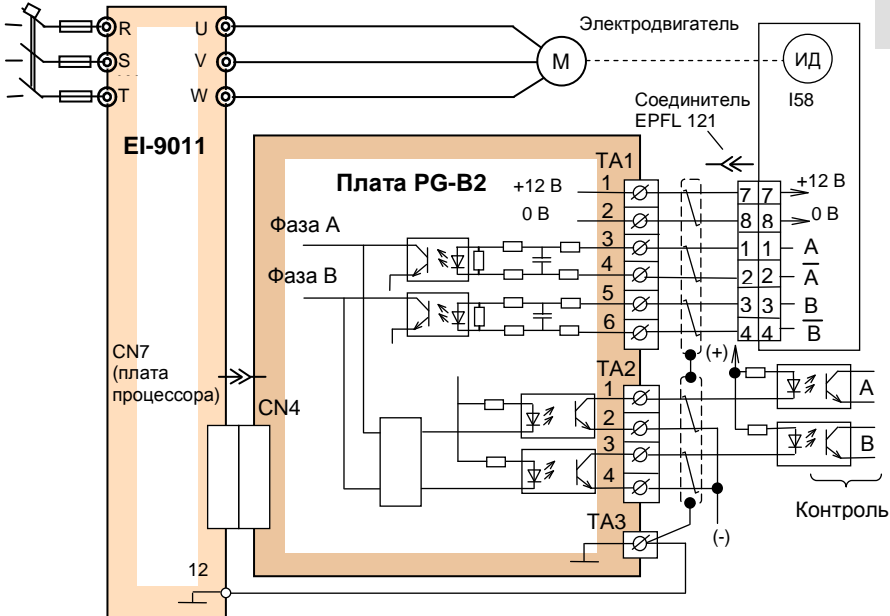 R U
S V
T W
EI-9011
М
Электродвигатель
ИД
I58
Соединитель
EPFL 121
Плата PG-B2
TA1
+12 В 1 7 7 +12 В
0 В 2 8 8 0 В
Фаза А
3 1 1 A
4 2 2 A̅
Фаза В
5 3 3 B
6 4 4 B̅
(+)
CN7
(плата
процессора)
CN4
TA2
1
2
3
4
A
B
Контроль
TA3
(-)
12